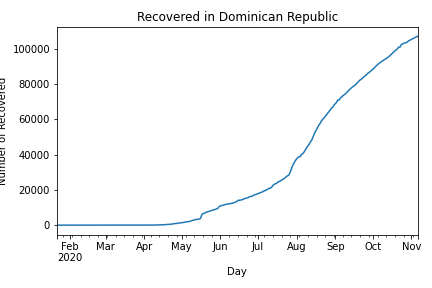 Recovered in Dominican Republic
Number of Recovered
100000
80000
60000
40000
20000
0
Feb Mar Apr May Jun Jul Aug Sep Oct Nov
2020
Day